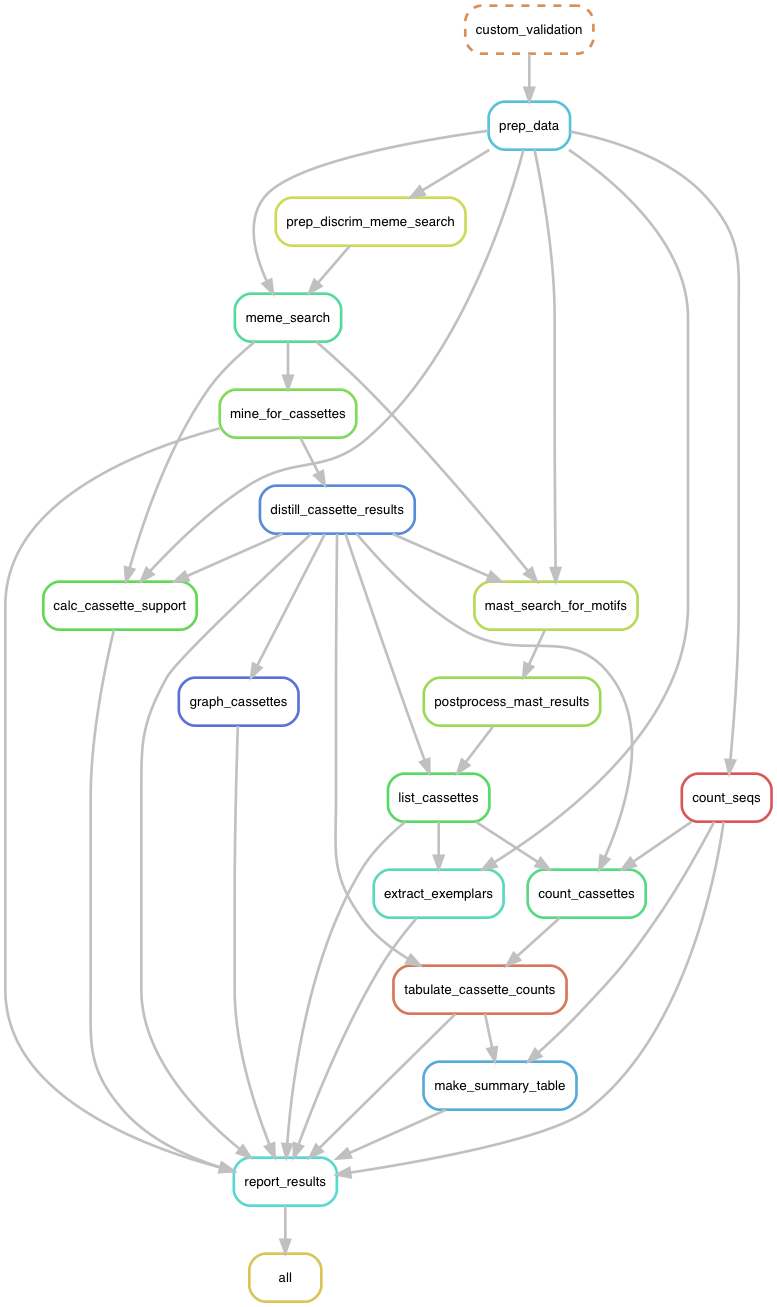 custom_validation
prep_data
prep_discrim_meme_search
meme_search
mine_for_cassettes
distill_cassette_results
calc_cassette_support
mast_search_for_motifs
graph_cassettes
postprocess_mast_results
list_cassettes
count_seqs
extract_exemplars
count_cassettes
tabulate_cassette_counts
make_summary_table
report_results
all